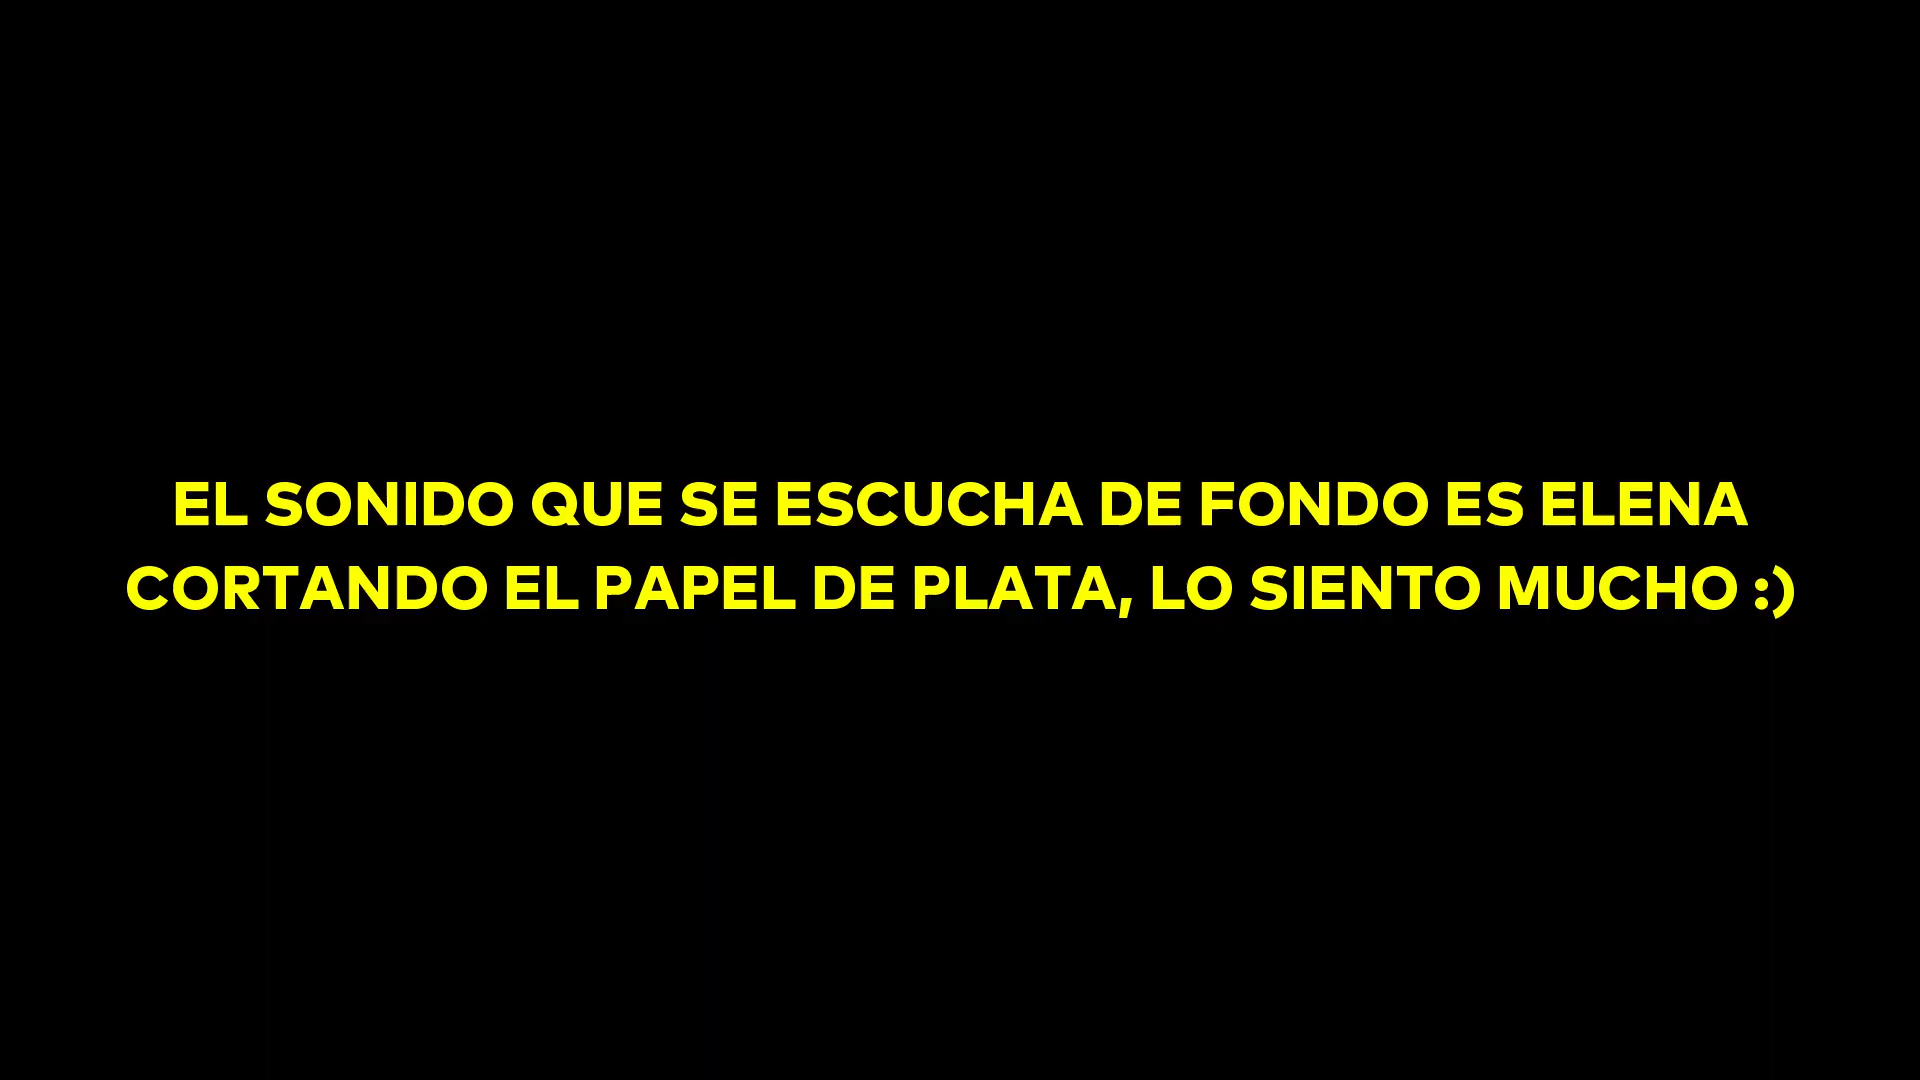 EL SONIDO QUE SE ESCUCHA DE FONDO ES ELENA
CORTANDO EL PAPEL DE PLATA, LO SIENTO MUCHO :)